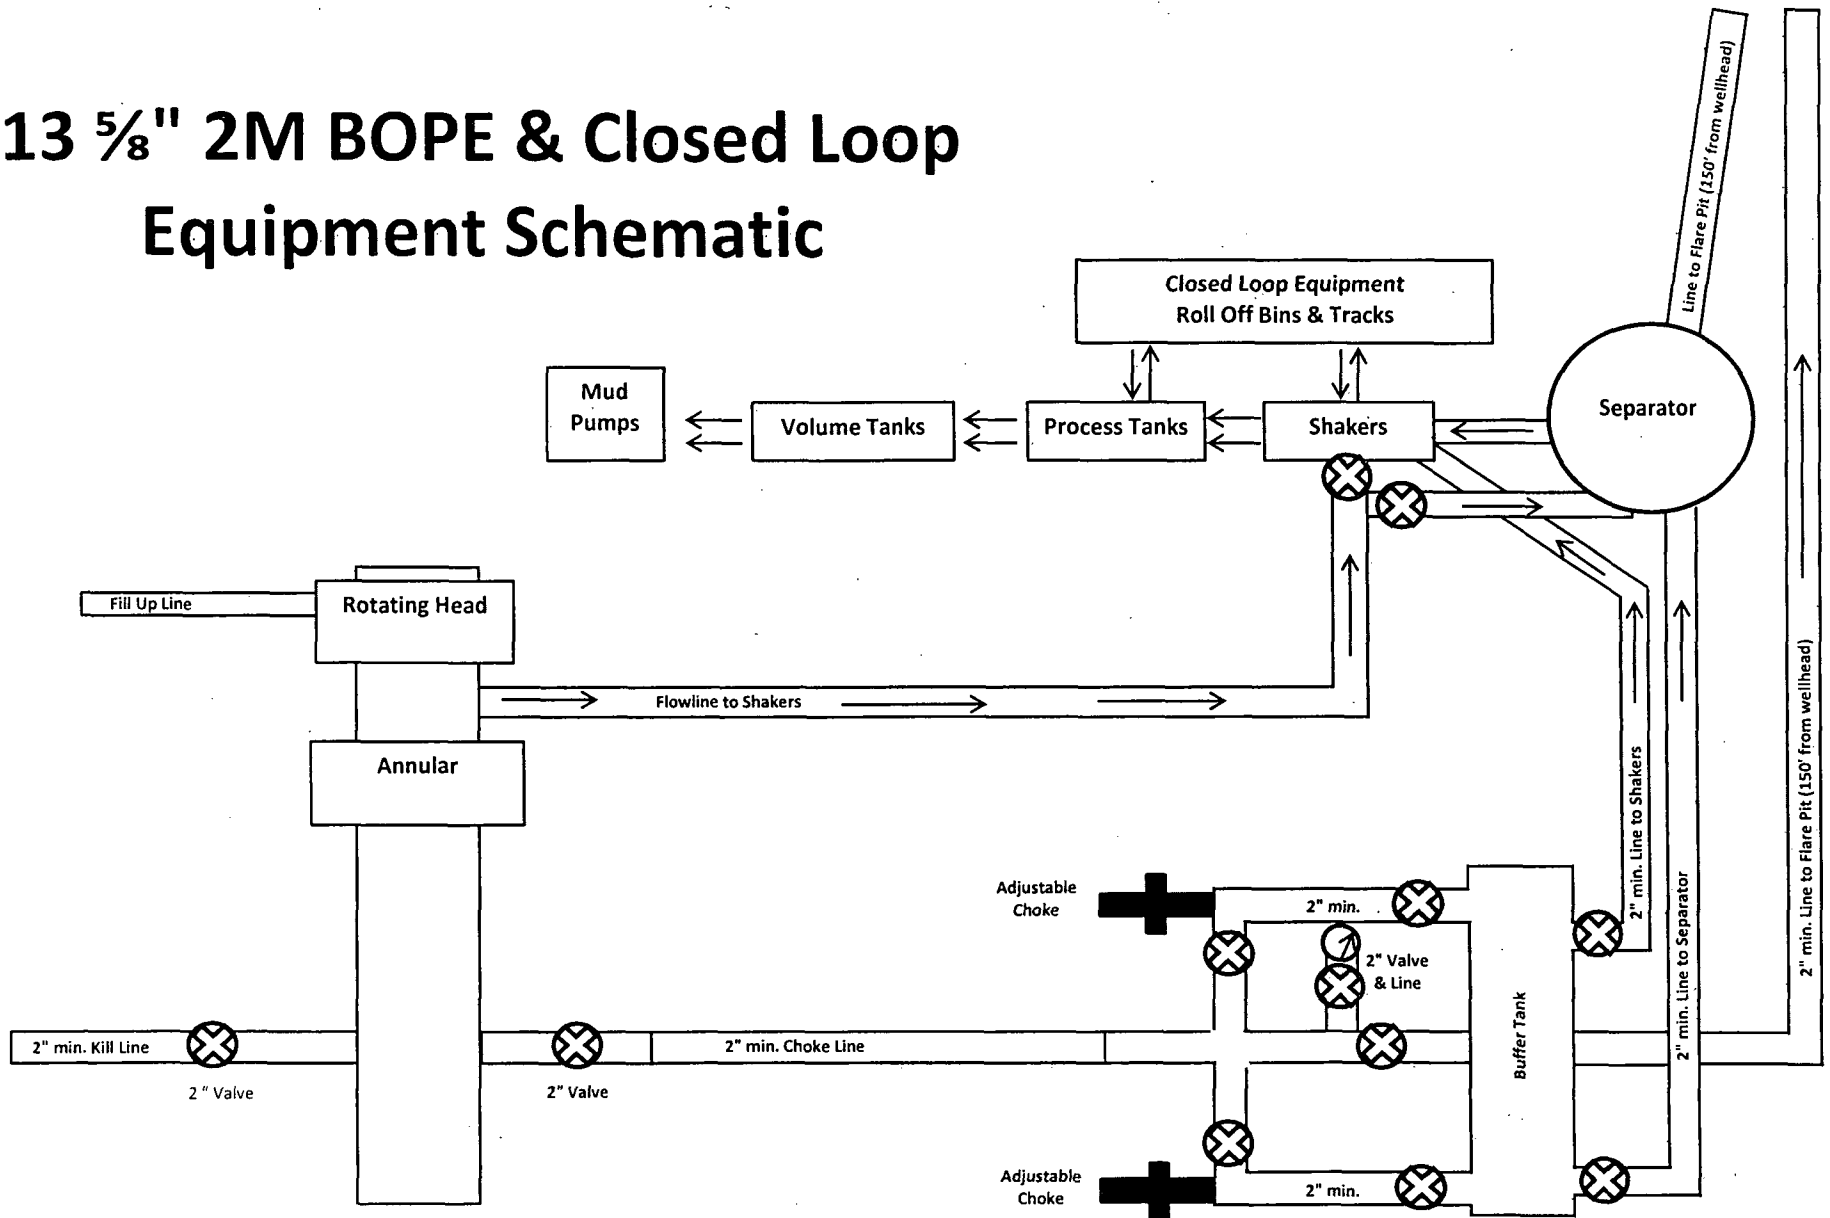 13 ⅝" 2M BOPE & Closed Loop
Equipment Schematic
Line to Flare Pit (150' from wellhead)
Closed Loop Equipment
Roll Off Bins & Tracks
Mud
Pumps
Volume Tanks
Process Tanks
Shakers
Separator
Fill Up Line
Rotating Head
Flowline to Shakers
Annular
2" min. Line to Shakers
2" min. Line to Separator
2" min. Line to Flare Pit (150' from wellhead)
Adjustable
Choke
2" min.
2" Valve
& Line
2" min. Kill Line
2" Valve
2" Valve
2" min. Choke Line
Buffer Tank
Adjustable
Choke
2" min.